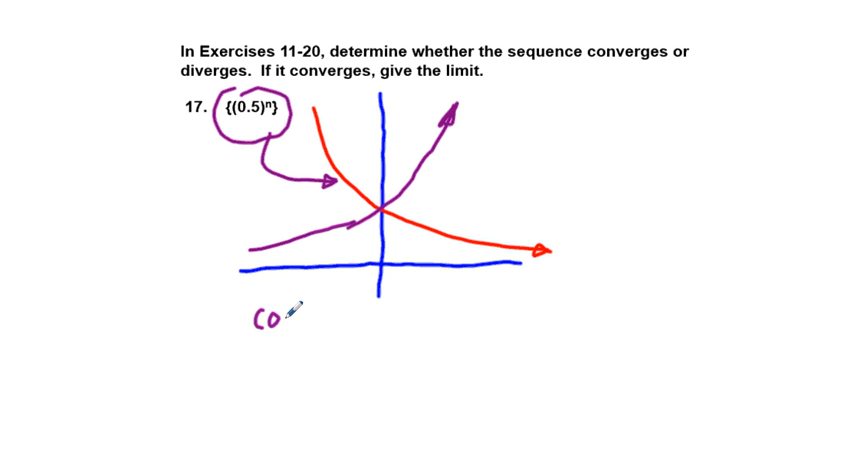 In Exercises 11-20, determine whether the sequence converges or
diverges. If it converges, give the limit.
17. {(0.5)ⁿ}
CO